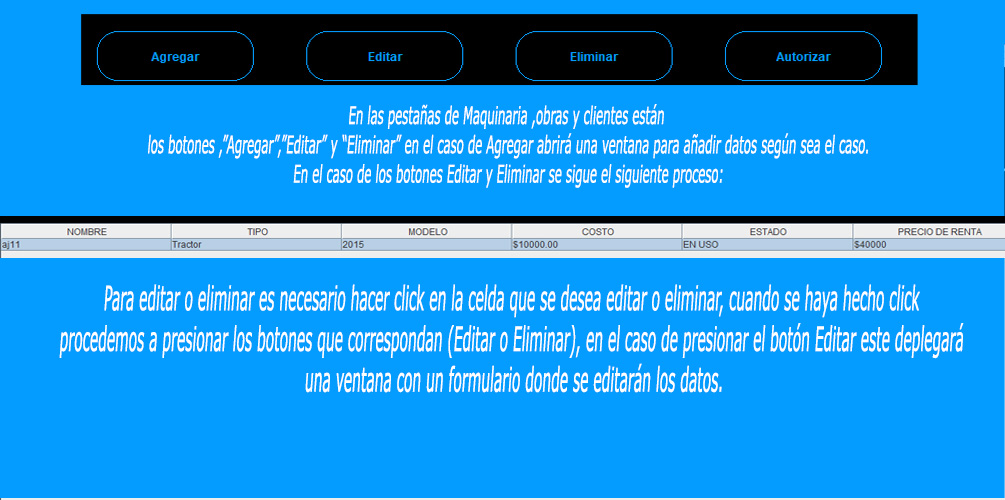 Agregar Editar Eliminar Autorizar
En las pestañas de Maquinaria ,obras y clientes están
los botones ,"Agregar","Editar" y "Eliminar" en el caso de Agregar abrirá una ventana para añadir datos según sea el caso.
En el caso de los botones Editar y Eliminar se sigue el siguiente proceso:
NOMBRE TIPO MODELO COSTO ESTADO PRECIO DE RENTA
aj11 Tractor 2015 $10000.00 EN USO $40000
Para editar o eliminar es necesario hacer click en la celda que se desea editar o eliminar, cuando se haya hecho click
procedemos a presionar los botones que correspondan (Editar o Eliminar), en el caso de presionar el botón Editar este deplegará
una ventana con un formulario donde se editarán los datos.